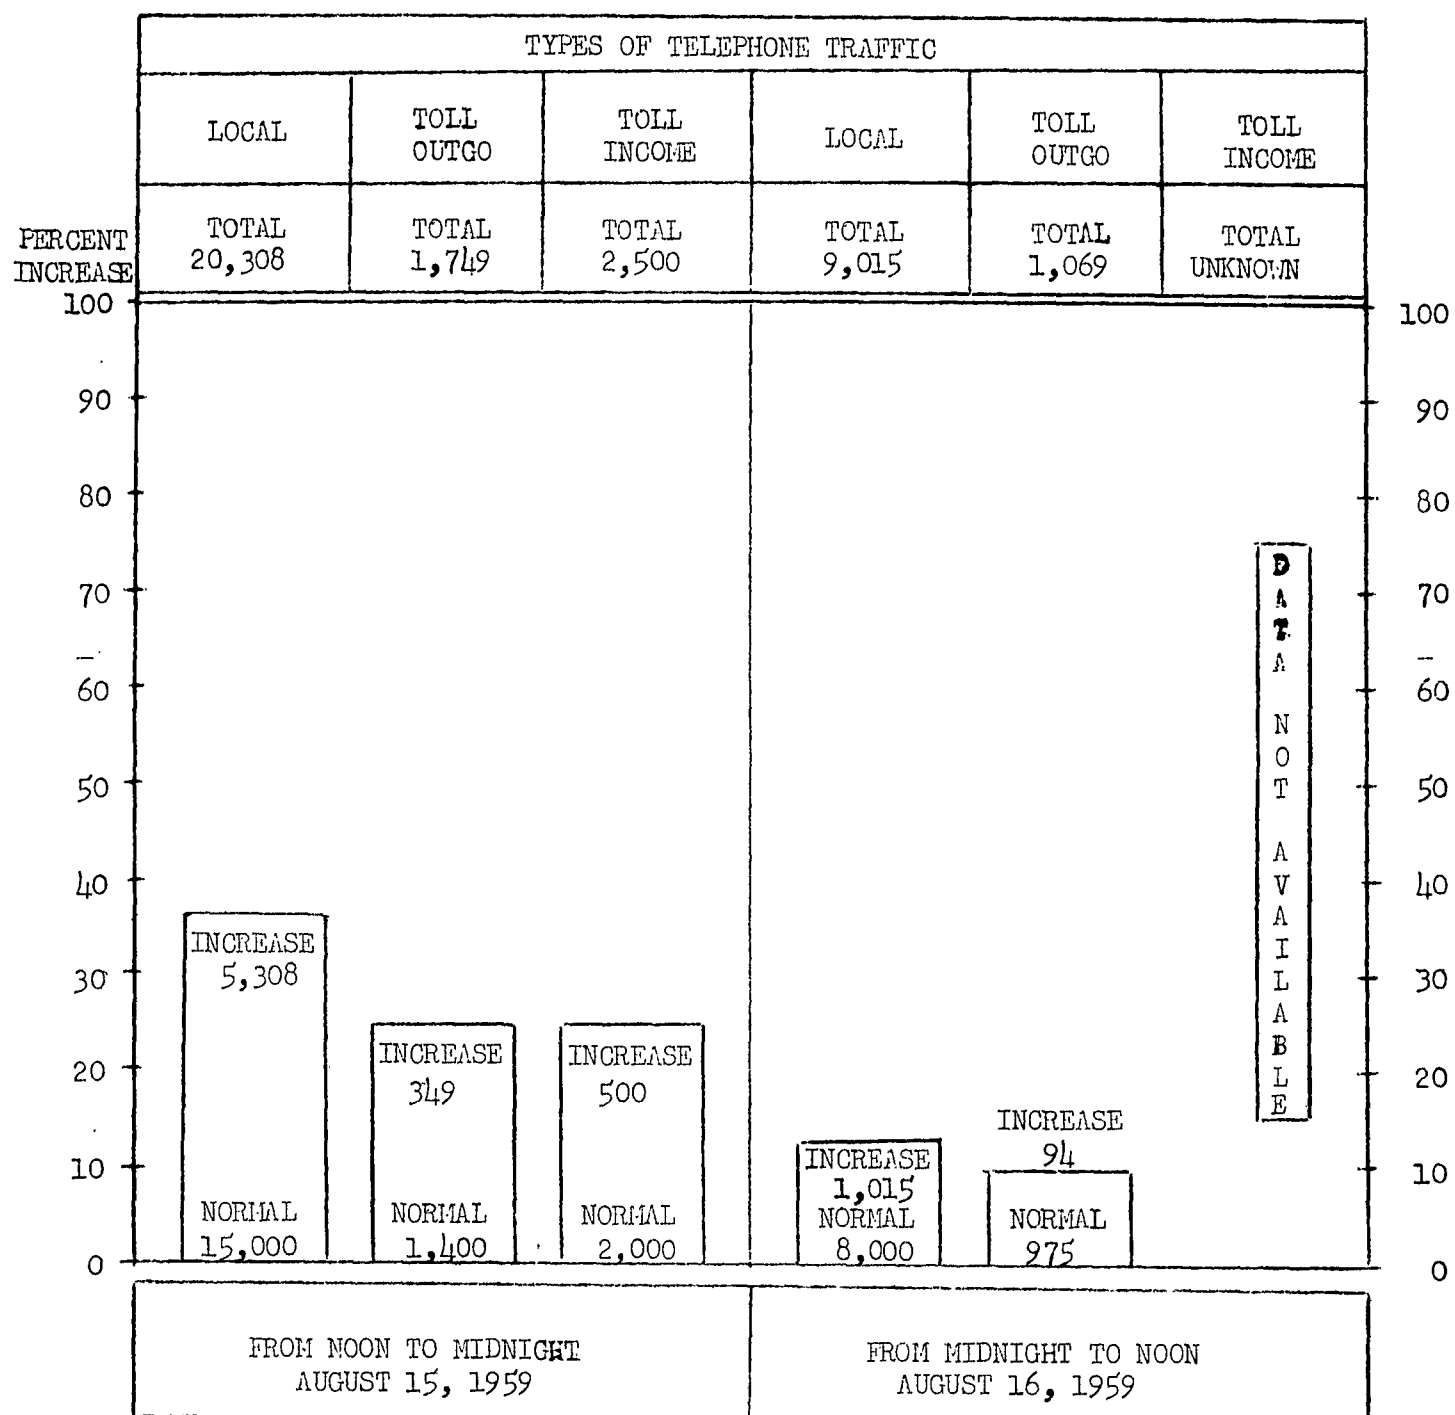 TYPES OF TELEPHONE TRAFFIC
LOCAL
TOLL
OUTGO
TOLL
INCOME
LOCAL
TOLL
OUTGO
TOLL
INCOME
PERCENT
INCREASE
TOTAL
20,308
TOTAL
1,749
TOTAL
2,500
TOTAL
9,015
TOTAL
1,069
TOTAL
UNKNOWN
100
90
80
70
60
50
40
30
20
10
0
100
90
80
70
60
50
40
30
20
10
0
INCREASE
5,308
NORMAL
15,000
INCREASE
349
NORMAL
1,400
INCREASE
500
NORMAL
2,000
INCREASE
1,015
NORMAL
8,000
INCREASE
94
NORMAL
975
DATA NOT AVAILABLE
FROM NOON TO MIDNIGHT
AUGUST 15, 1959
FROM MIDNIGHT TO NOON
AUGUST 16, 1959